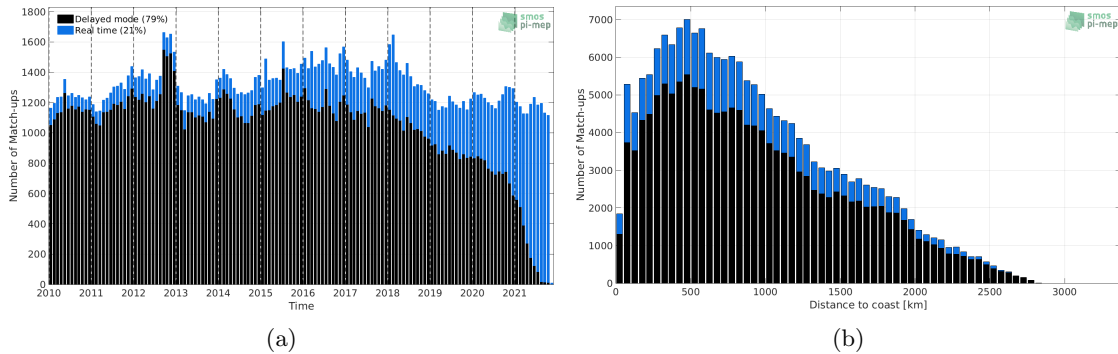 1800
1600
1400
1200
1000
800
600
400
200
0
Number of Match-ups
Delayed mode (79%)
Real time (21%)
smos
pi-mep
2010 2011 2012 2013 2014 2015 2016 2017 2018 2019 2020 2021
Time
(a)
7000
6000
5000
4000
3000
2000
1000
0
Number of Match-ups
smos
pi-mep
0 500 1000 1500 2000 2500 3000
Distance to coast [km]
(b)